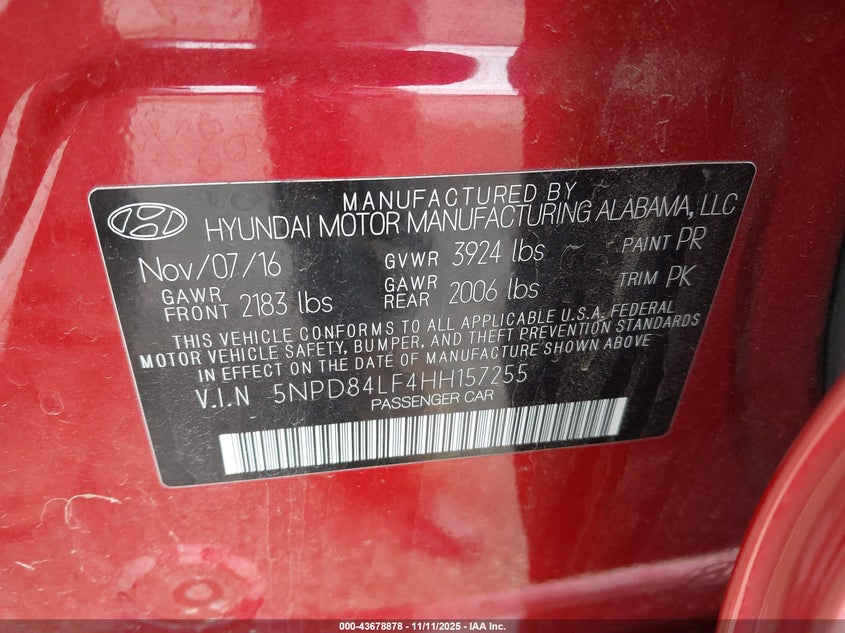 MANUFACTURED BY
HYUNDAI MOTOR MANUFACTURING ALABAMA, LLC
Nov/07/16 GVWR 3924 lbs PAINT PR
GAWR FRONT 2183 lbs GAWR REAR 2006 lbs TRIM PK
THIS VEHICLE CONFORMS TO ALL APPLICABLE U.S.A. FEDERAL
MOTOR VEHICLE SAFETY, BUMPER, AND THEFT PREVENTION STANDARDS
IN EFFECT ON THE DATE OF MANUFACTURE SHOWN ABOVE
V.I.N 5NPD84LF4HH157255
PASSENGER CAR
000-43678878 - 11/11/2025 - IAA Inc.